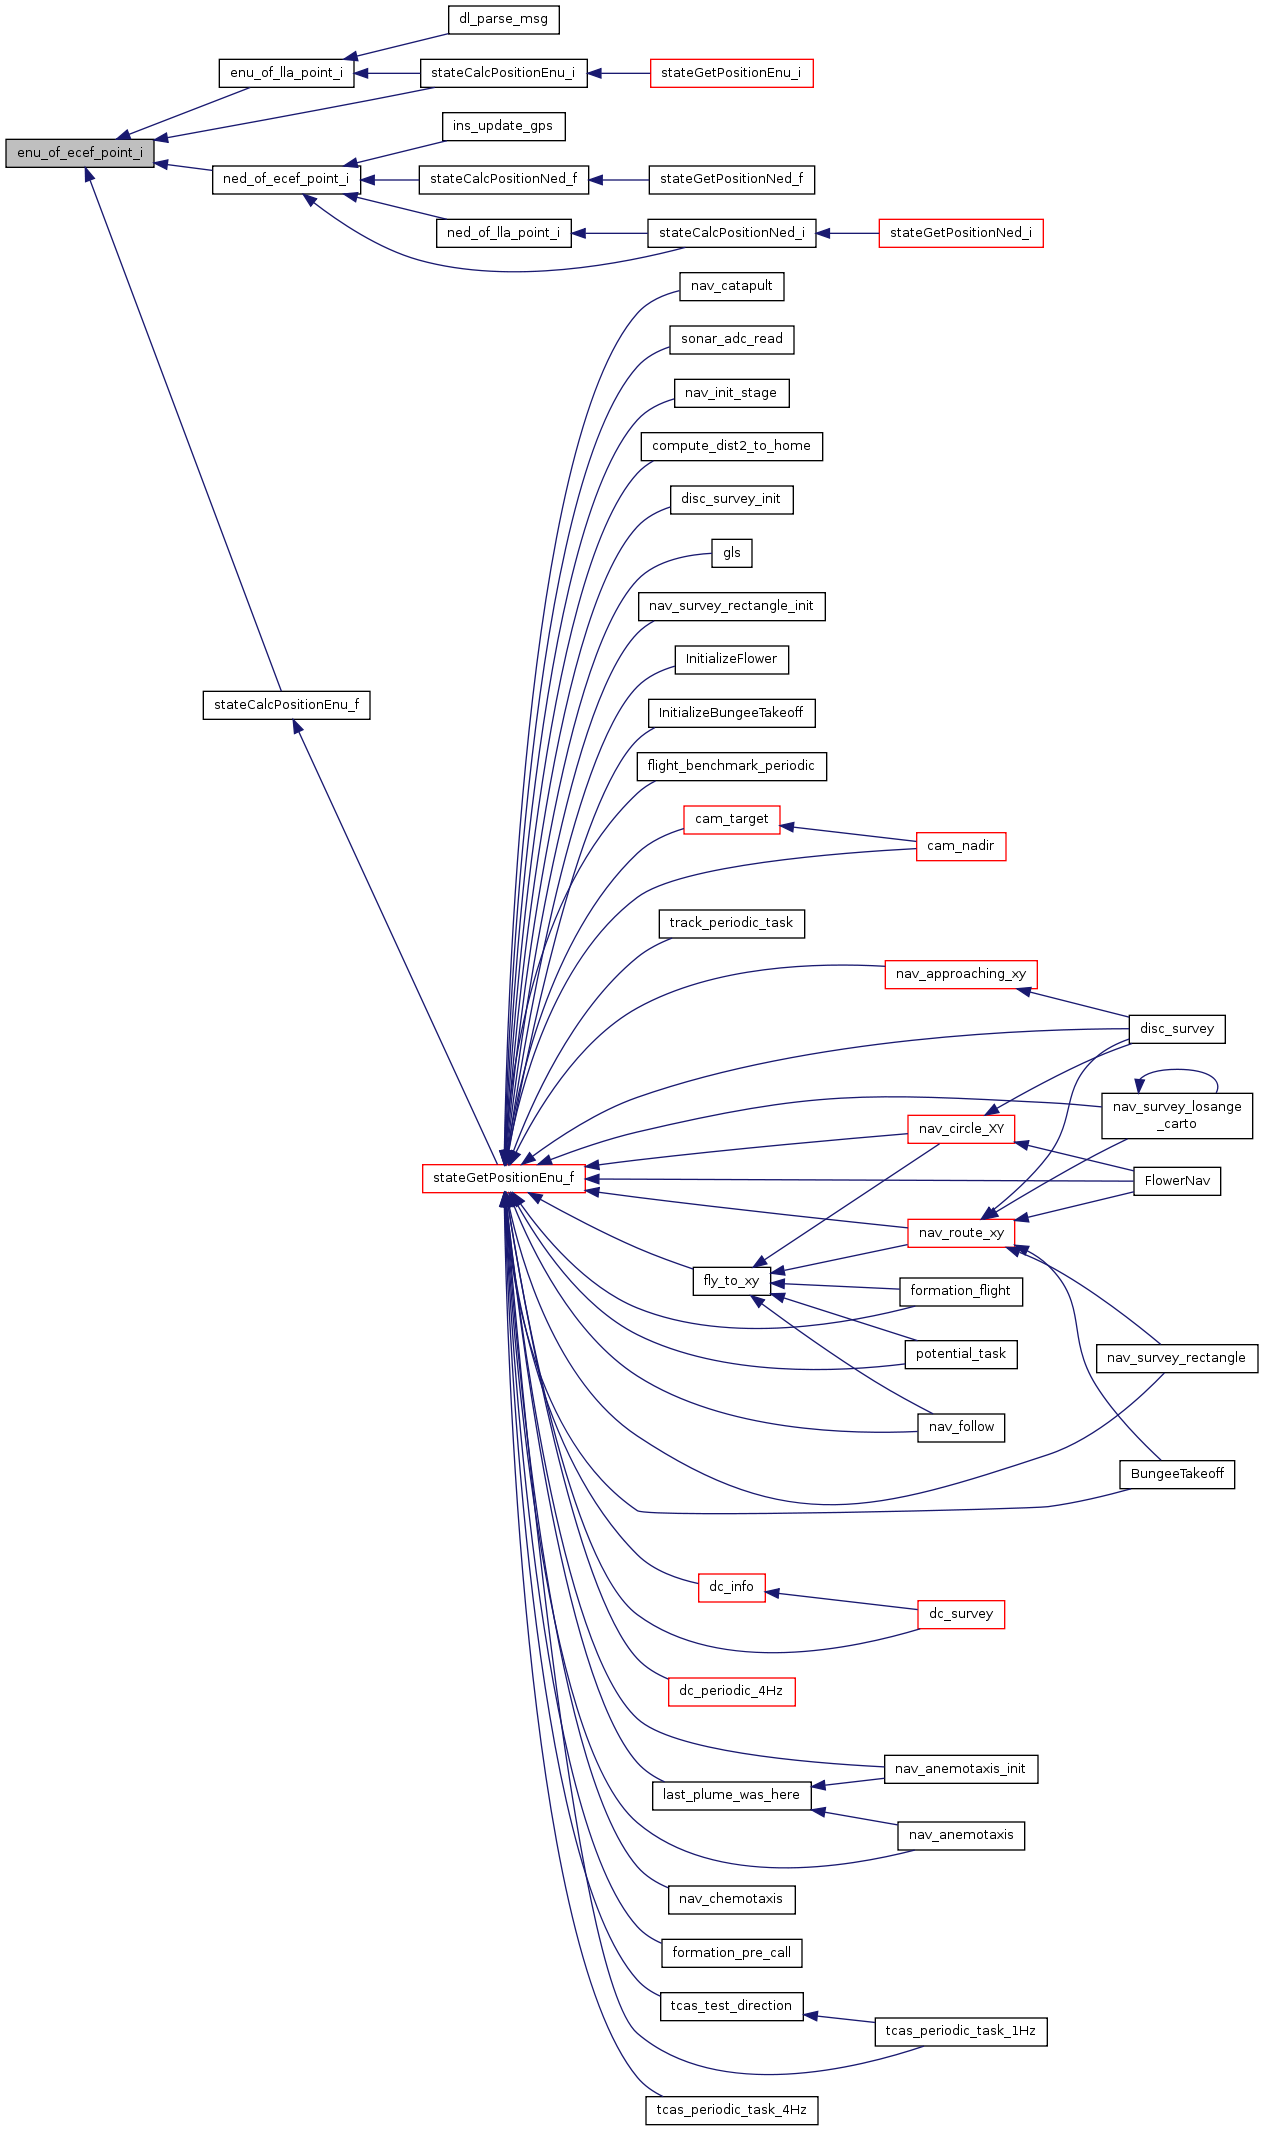 dl_parse_msg
enu_of_lla_point_i
stateCalcPositionEnu_i
stateGetPositionEnu_i
ins_update_gps
enu_of_ecef_point_i
ned_of_ecef_point_i
stateCalcPositionNed_f
stateGetPositionNed_f
ned_of_lla_point_i
stateCalcPositionNed_i
stateGetPositionNed_i
nav_catapult
sonar_adc_read
nav_init_stage
compute_dist2_to_home
disc_survey_init
gls
nav_survey_rectangle_init
InitializeFlower
stateCalcPositionEnu_f
InitializeBungeeTakeoff
flight_benchmark_periodic
cam_target
cam_nadir
track_periodic_task
nav_approaching_xy
disc_survey
nav_survey_losange
_carto
nav_circle_XY
stateGetPositionEnu_f
FlowerNav
nav_route_xy
fly_to_xy
formation_flight
potential_task
nav_survey_rectangle
nav_follow
BungeeTakeoff
dc_info
dc_survey
dc_periodic_4Hz
nav_anemotaxis_init
last_plume_was_here
nav_anemotaxis
nav_chemotaxis
formation_pre_call
tcas_test_direction
tcas_periodic_task_1Hz
tcas_periodic_task_4Hz